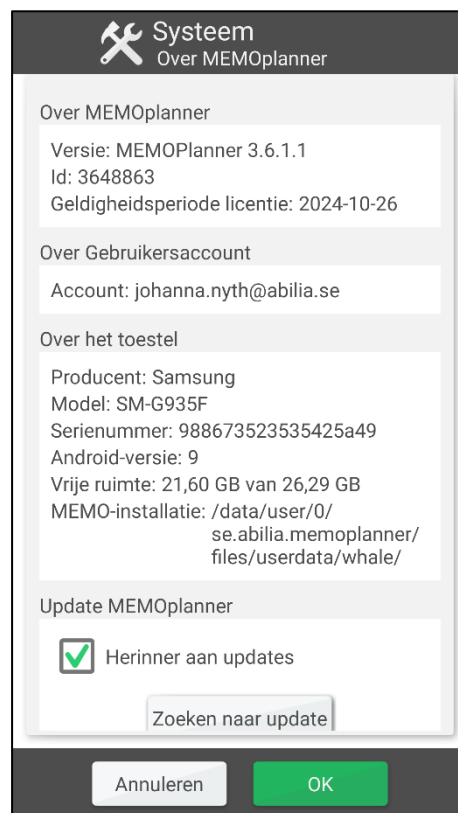 Systeem
Over MEMOplanner
Over MEMOplanner
Versie: MEMOPlanner 3.6.1.1
Id: 3648863
Geldigheidsperiode licentie: 2024-10-26
Over Gebruikersaccount
Account: johanna.nyth@abilia.se
Over het toestel
Producent: Samsung
Model: SM-G935F
Serienummer: 988673523535425a49
Android-versie: 9
Vrije ruimte: 21,60 GB van 26,29 GB
MEMO-installatie: /data/user/0/
se.abilia.memoplanner/
files/userdata/whale/
Update MEMOplanner
Herinner aan updates
Zoeken naar update
Annuleren OK